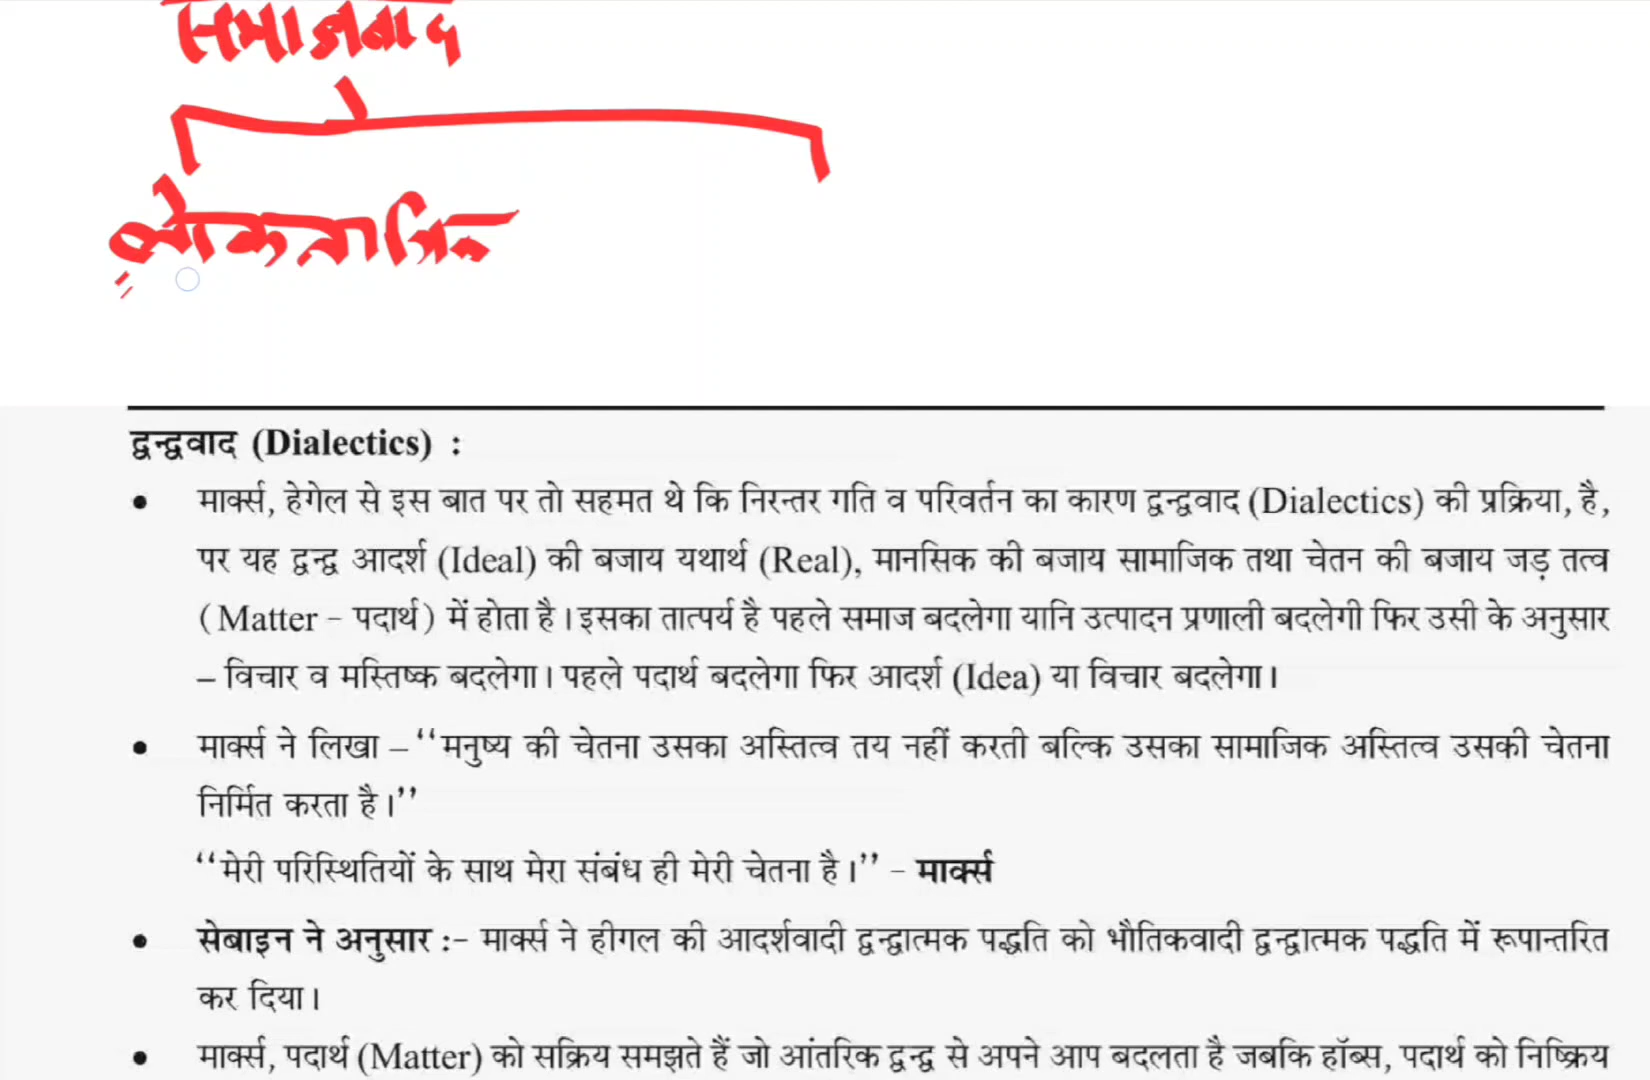 समाजवाद
लोकतांत्रिक
द्वन्द्ववाद (Dialectics) :
• मार्क्स, हेगेल से इस बात पर तो सहमत थे कि निरन्तर गति व परिवर्तन का कारण द्वन्द्ववाद (Dialectics) की प्रक्रिया, है,
पर यह द्वन्द्व आदर्श (Ideal) की बजाय यथार्थ (Real), मानसिक की बजाय सामाजिक तथा चेतन की बजाय जड़ तत्व
(Matter – पदार्थ) में होता है। इसका तात्पर्य है पहले समाज बदलेगा यानि उत्पादन प्रणाली बदलेगी फिर उसी के अनुसार
– विचार व मस्तिष्क बदलेगा। पहले पदार्थ बदलेगा फिर आदर्श (Idea) या विचार बदलेगा।
• मार्क्स ने लिखा – ‘‘मनुष्य की चेतना उसका अस्तित्व तय नहीं करती बल्कि उसका सामाजिक अस्तित्व उसकी चेतना
निर्मित करता है।’’
‘‘मेरी परिस्थितियों के साथ मेरा संबंध ही मेरी चेतना है।’’ – मार्क्स
• सेबाइन ने अनुसार :– मार्क्स ने हीगल की आदर्शवादी द्वन्द्वात्मक पद्धति को भौतिकवादी द्वन्द्वात्मक पद्धति में रूपान्तरित
कर दिया।
• मार्क्स, पदार्थ (Matter) को सक्रिय समझते हैं जो आंतरिक द्वन्द्व से अपने आप बदलता है जबकि हॉब्स, पदार्थ को निष्क्रिय